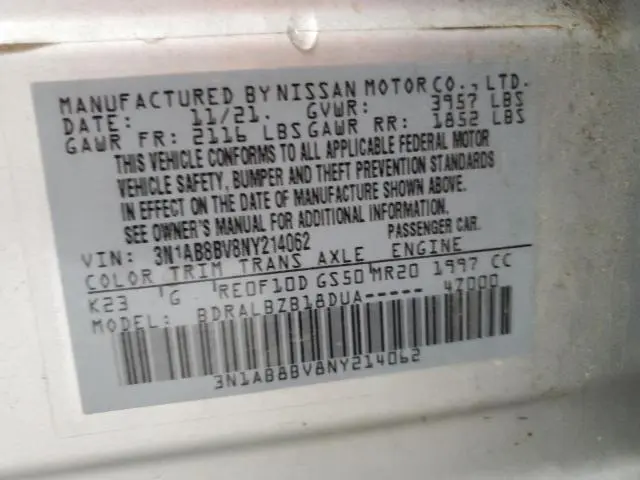 MANUFACTURED BY NISSAN MOTOR CO., LTD.
DATE: 11/21. GVWR: 3957 LBS
GAWR FR: 2116 LBS GAWR RR: 1852 LBS
THIS VEHICLE CONFORMS TO ALL APPLICABLE FEDERAL MOTOR
VEHICLE SAFETY, BUMPER AND THEFT PREVENTION STANDARDS
IN EFFECT ON THE DATE OF MANUFACTURE SHOWN ABOVE.
SEE OWNER'S MANUAL FOR ADDITIONAL INFORMATION.
VIN: 3N1AB8BV8NY214062 PASSENGER CAR.
COLOR TRIM TRANS AXLE ENGINE
K23 G RE0F10D GS50 MR20 1997 CC
MODEL: BDRALBZB18DUA----- 4Z000
3N1AB8BV8NY214062